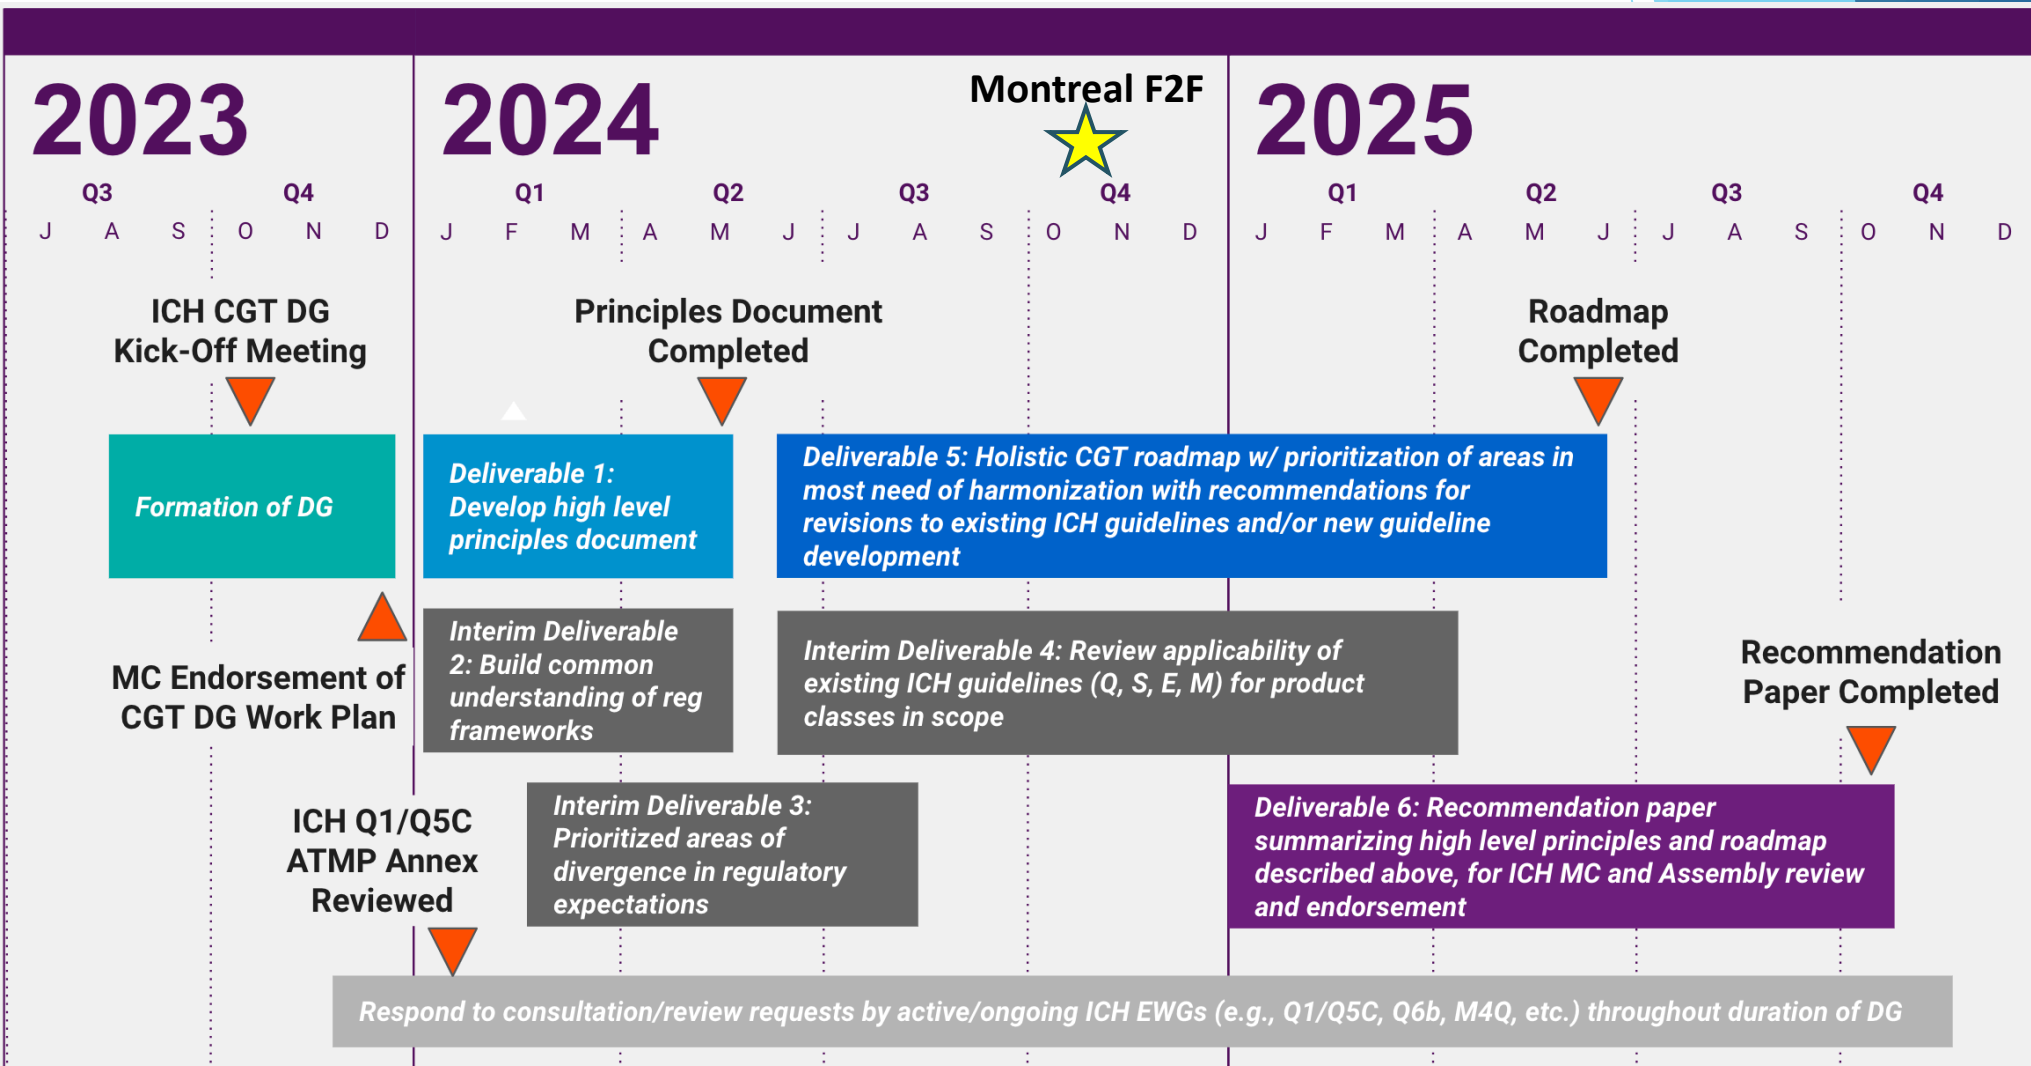 Montreal F2F
2023
2024
2025
Q3
Q4
Q1
Q2
Q3
Q4
Q1
Q2
Q3
Q4
J A S O N D J F M A M J J A S O N D J F M A M J J A S O N D
ICH CGT DG
Kick-Off Meeting
Principles Document
Completed
Roadmap
Completed
Formation of DG
Deliverable 1:
Develop high level
principles document
Deliverable 5: Holistic CGT roadmap w/ prioritization of areas in
most need of harmonization with recommendations for
revisions to existing ICH guidelines and/or new guideline
development
MC Endorsement of
CGT DG Work Plan
Interim Deliverable
2: Build common
understanding of reg
frameworks
Interim Deliverable 4: Review applicability of
existing ICH guidelines (Q, S, E, M) for product
classes in scope
Recommendation
Paper Completed
ICH Q1/Q5C
ATMP Annex
Reviewed
Interim Deliverable 3:
Prioritized areas of
divergence in regulatory
expectations
Deliverable 6: Recommendation paper
summarizing high level principles and roadmap
described above, for ICH MC and Assembly review
and endorsement
Respond to consultation/review requests by active/ongoing ICH EWGs (e.g., Q1/Q5C, Q6b, M4Q, etc.) throughout duration of DG